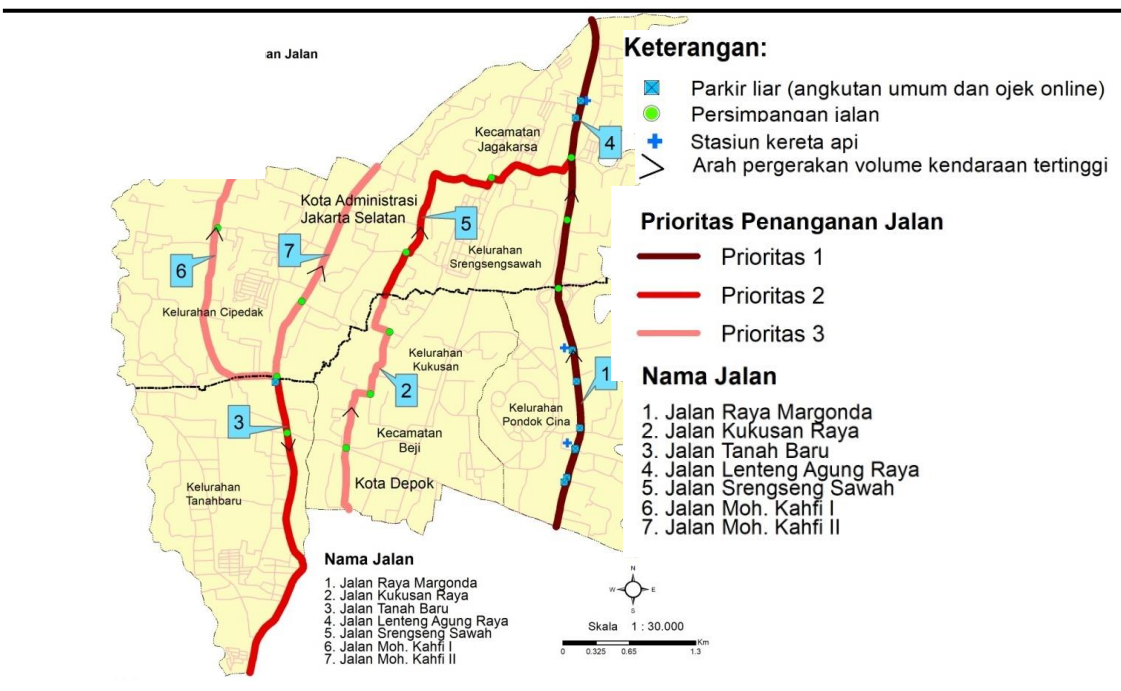 an Jalan
Keterangan:
Parkir liar (angkutan umum dan ojek online)
Persimpangan jalan
Stasiun kereta api
Arah pergerakan volume kendaraan tertinggi
Prioritas Penanganan Jalan
Prioritas 1
Prioritas 2
Prioritas 3
Nama Jalan
1. Jalan Raya Margonda
2. Jalan Kukusan Raya
3. Jalan Tanah Baru
4. Jalan Lenteng Agung Raya
5. Jalan Srengseng Sawah
6. Jalan Moh. Kahfi I
7. Jalan Moh. Kahfi II
Kecamatan
Jagakarsa
4
Kota Administrasi
Jakarta Selatan
5
7
Kelurahan
Srengsengsawah
6
Kelurahan Cipedak
Kelurahan
Kukusan
1
2
Kelurahan
Pondok Cina
3
Kecamatan
Beji
Kota Depok
Kelurahan
Tanahbaru
Nama Jalan
1. Jalan Raya Margonda
2. Jalan Kukusan Raya
3. Jalan Tanah Baru
4. Jalan Lenteng Agung Raya
5. Jalan Srengseng Sawah
6. Jalan Moh. Kahfi I
7. Jalan Moh. Kahfi II
N
W E
S
Skala 1 : 30.000
Km
0 0.325 0.65 1.3